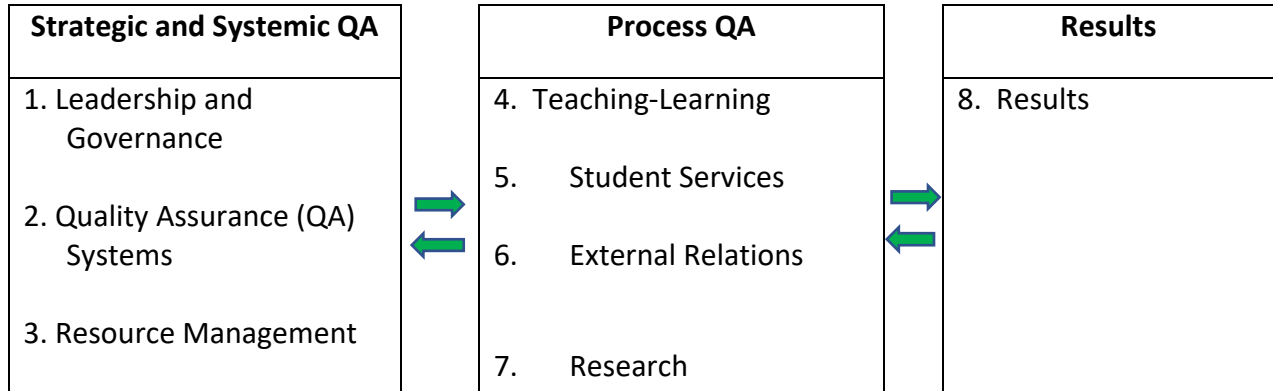 Strategic and Systemic QA
1. Leadership and
Governance
2. Quality Assurance (QA)
Systems
3. Resource Management
Process QA
4. Teaching-Learning
5. Student Services
6. External Relations
7. Research
Results
8. Results